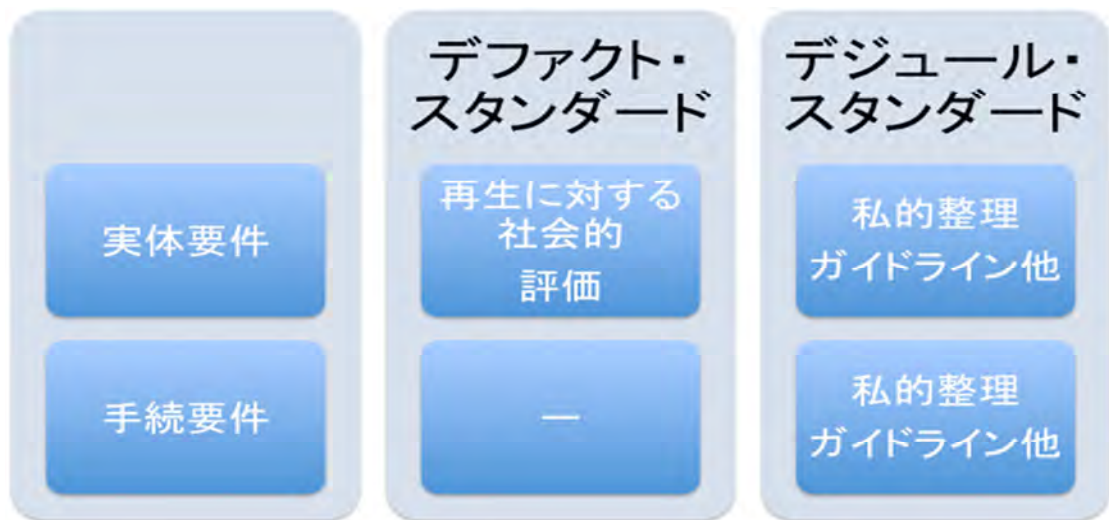 デファクト・
スタンダード
デジュール・
スタンダード
実体要件
再生に対する
社会的
評価
私的整理
ガイドライン他
手続要件
―
私的整理
ガイドライン他